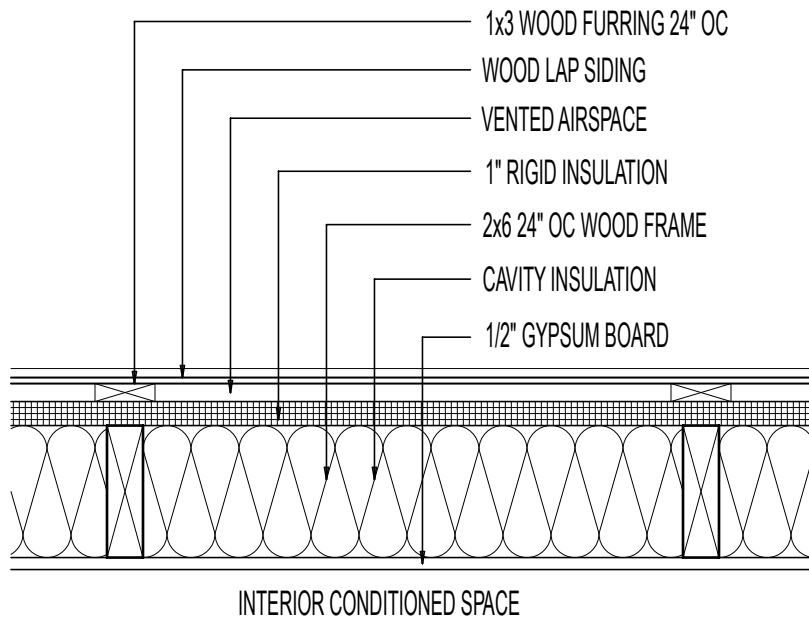 1x3 WOOD FURRING 24" OC
WOOD LAP SIDING
VENTED AIRSPACE
1" RIGID INSULATION
2x6 24" OC WOOD FRAME
CAVITY INSULATION
1/2" GYPSUM BOARD
INTERIOR CONDITIONED SPACE